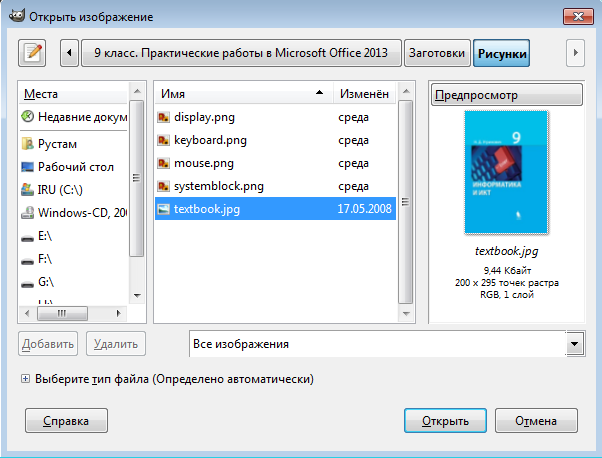 Открыть изображение
9 класс. Практические работы в Microsoft Office 2013
Заготовки
Рисунки
Места
Недавние докум
Рустам
Рабочий стол
IRU (C:\)
Windows-CD, 200
E:\
F:\
G:\
Имя
Изменён
display.png среда
keyboard.png среда
mouse.png среда
systemblock.png среда
textbook.jpg 17.05.2008
Предпросмотр
9
ИНФОРМАТИКА
И ИКТ
textbook.jpg
9,44 Кбайт
200 x 295 точек растра
RGB, 1 слой
Добавить
Удалить
Все изображения
Выберите тип файла (Определено автоматически)
Справка
Открыть
Отмена